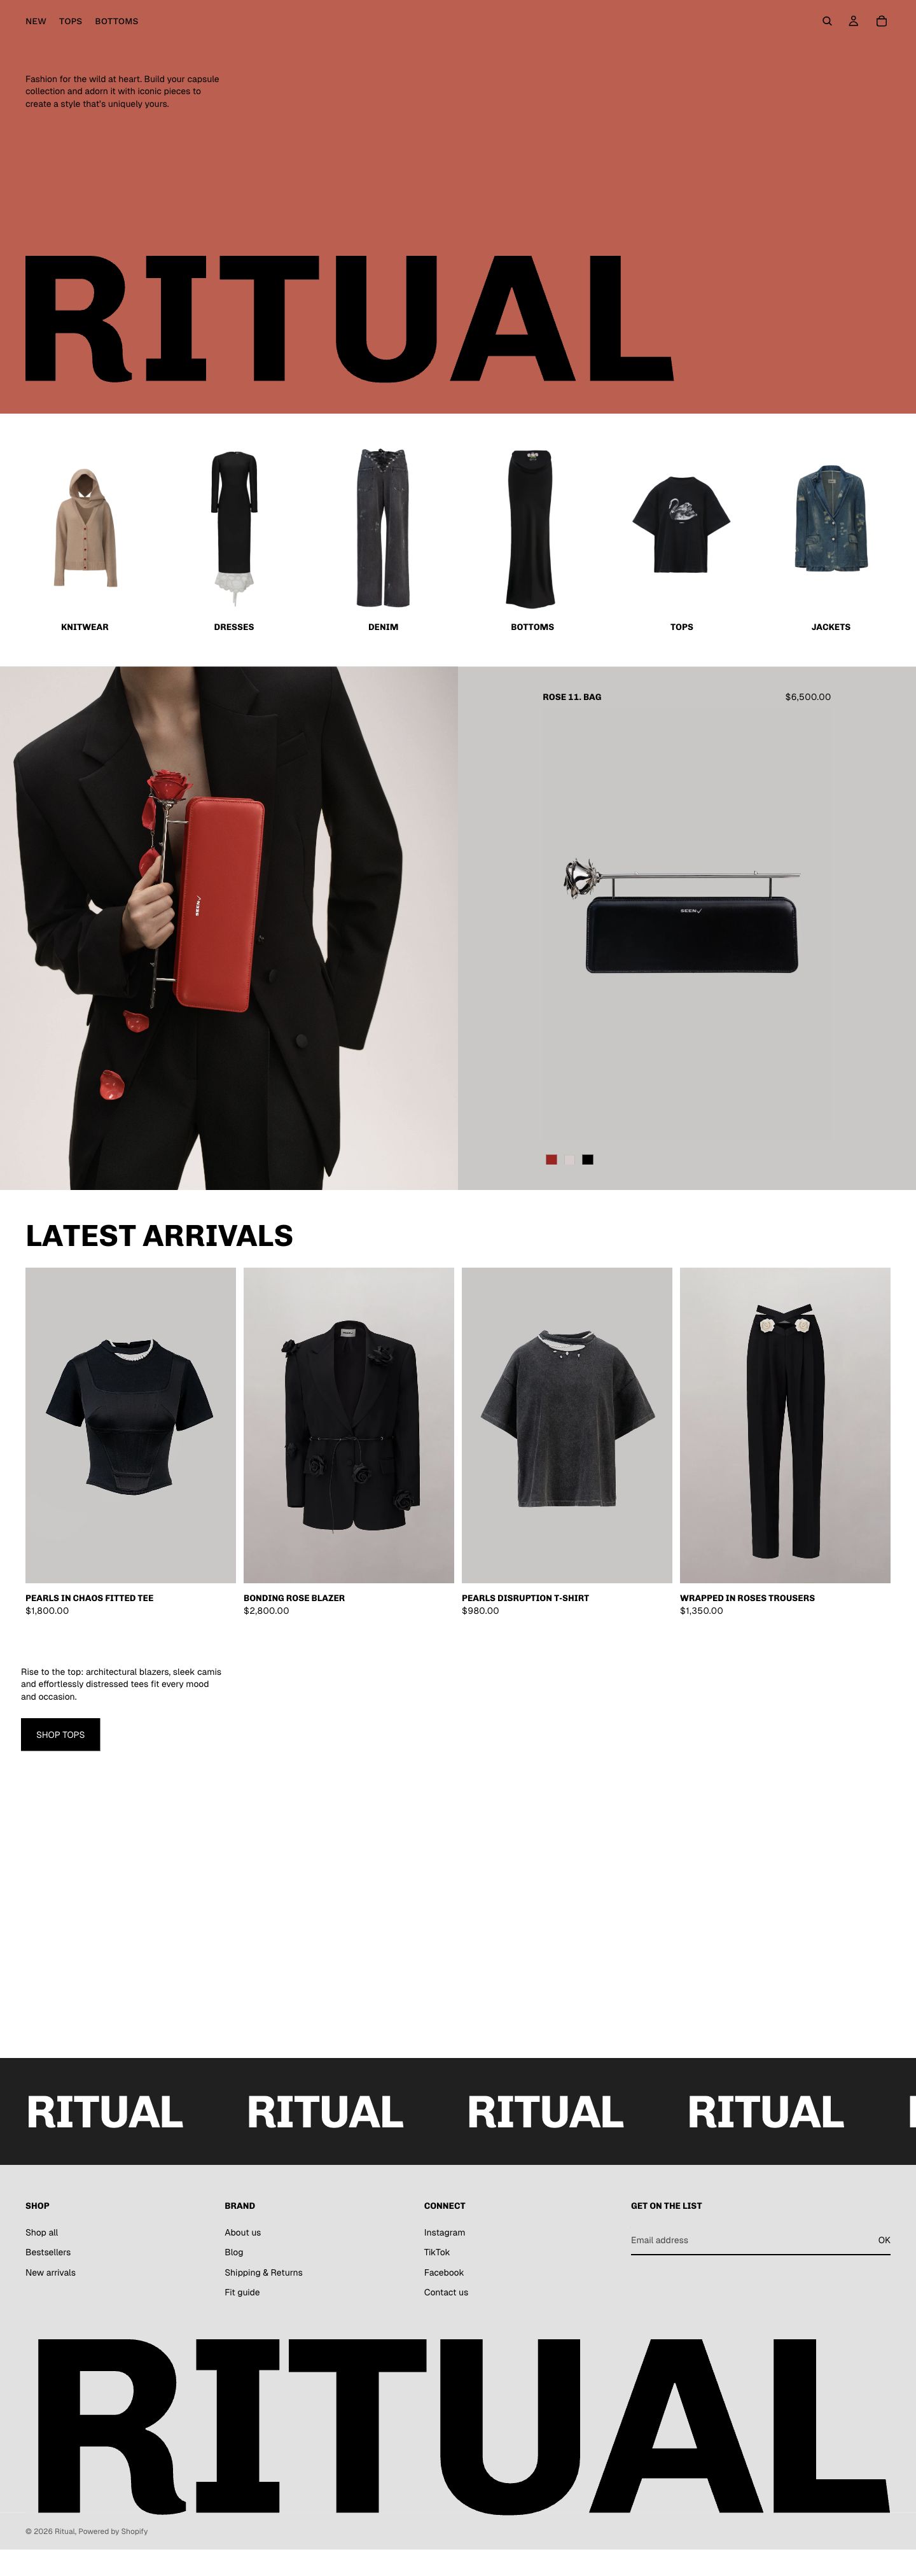 NEW TOPS BOTTOMS
Fashion for the wild at heart. Build your capsule
collection and adorn it with iconic pieces to
create a style that's uniquely yours.
RITUAL
KNITWEAR DRESSES DENIM BOTTOMS TOPS JACKETS
ROSE 11. BAG $6,500.00
SEEN
SEEN
LATEST ARRIVALS
PEARLS IN CHAOS FITTED TEE BONDING ROSE BLAZER PEARLS DISRUPTION T-SHIRT WRAPPED IN ROSES TROUSERS
$1,800.00 $2,800.00 $980.00 $1,350.00
Rise to the top: architectural blazers, sleek camis
and effortlessly distressed tees fit every mood
and occasion.
SHOP TOPS
RITUAL RITUAL RITUAL RITUAL
SHOP
Shop all
Bestsellers
New arrivals
BRAND
About us
Blog
Shipping & Returns
Fit guide
CONNECT
Instagram
TikTok
Facebook
Contact us
GET ON THE LIST
Email address OK
RITUAL
© 2026 Ritual, Powered by Shopify